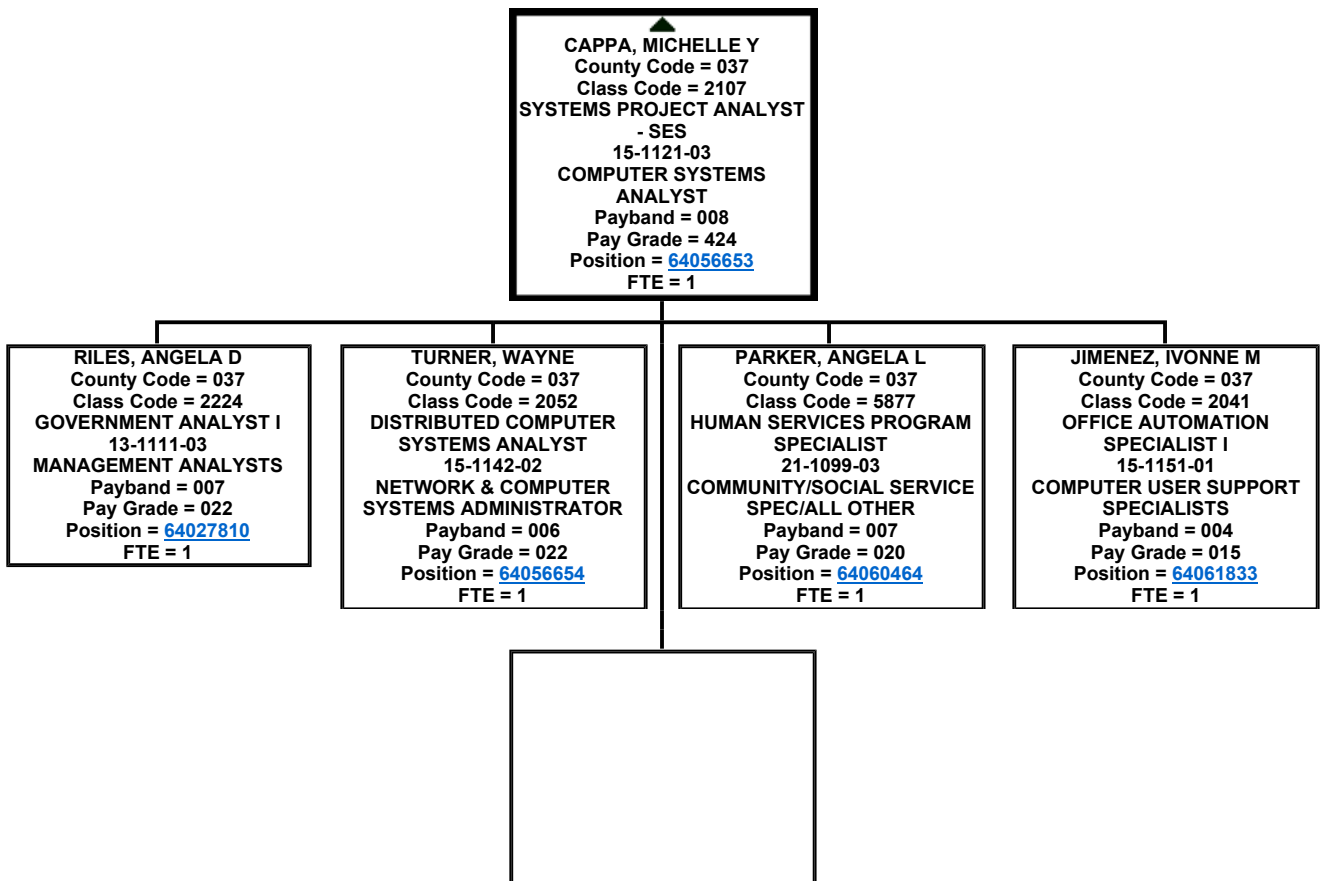 CAPPA, MICHELLE Y
County Code = 037
Class Code = 2107
SYSTEMS PROJECT ANALYST
- SES
15-1121-03
COMPUTER SYSTEMS
ANALYST
Payband = 008
Pay Grade = 424
Position = 64056653
FTE = 1
RILES, ANGELA D
County Code = 037
Class Code = 2224
GOVERNMENT ANALYST I
13-1111-03
MANAGEMENT ANALYSTS
Payband = 007
Pay Grade = 022
Position = 64027810
FTE = 1
TURNER, WAYNE
County Code = 037
Class Code = 2052
DISTRIBUTED COMPUTER
SYSTEMS ANALYST
15-1142-02
NETWORK & COMPUTER
SYSTEMS ADMINISTRATOR
Payband = 006
Pay Grade = 022
Position = 64056654
FTE = 1
PARKER, ANGELA L
County Code = 037
Class Code = 5877
HUMAN SERVICES PROGRAM
SPECIALIST
21-1099-03
COMMUNITY/SOCIAL SERVICE
SPEC/ALL OTHER
Payband = 007
Pay Grade = 020
Position = 64060464
FTE = 1
JIMENEZ, IVONNE M
County Code = 037
Class Code = 2041
OFFICE AUTOMATION
SPECIALIST I
15-1151-01
COMPUTER USER SUPPORT
SPECIALISTS
Payband = 004
Pay Grade = 015
Position = 64061833
FTE = 1